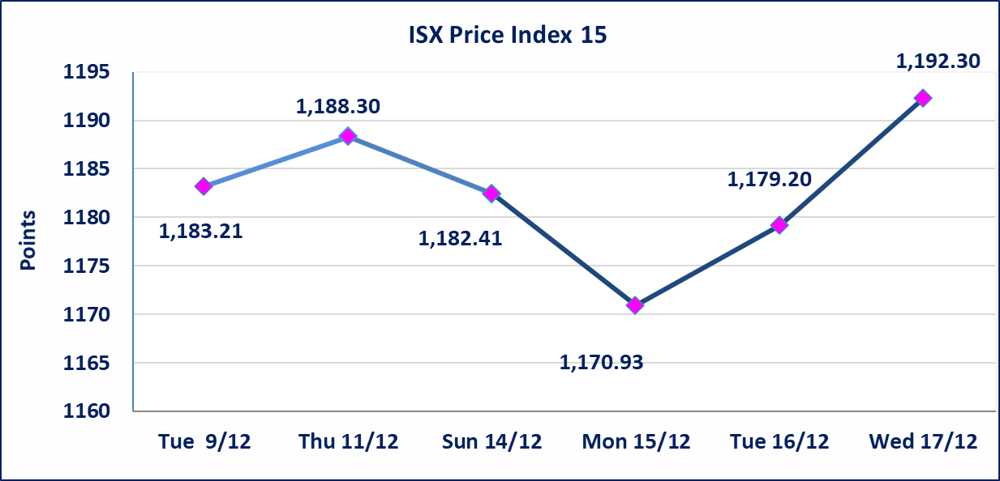 ISX Price Index 15
1195
1190
1185
1180
1175
1170
1165
1160
Points
1,183.21
1,188.30
1,182.41
1,170.93
1,179.20
1,192.30
Tue  9/12
Thu 11/12
Sun 14/12
Mon 15/12
Tue 16/12
Wed 17/12